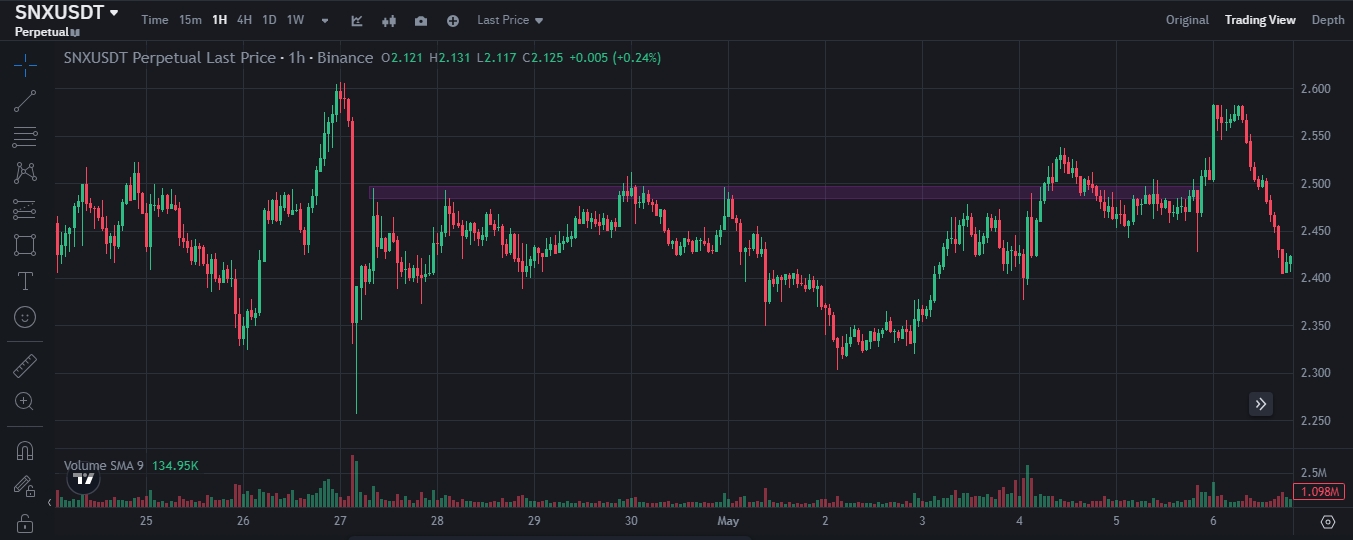 SNXUSDT
Perpetual
Time 15m 1H 4H 1D 1W Last Price Original Trading View Depth
SNXUSDT Perpetual Last Price · 1h · Binance O2.121 H2.131 L2.117 C2.125 +0.005 (+0.24%)
2.600
2.550
2.500
2.450
2.400
2.350
2.300
2.250
Volume SMA 9 134.95K
2.5M
1.098M
25 26 27 28 29 30 May 2 3 4 5 6